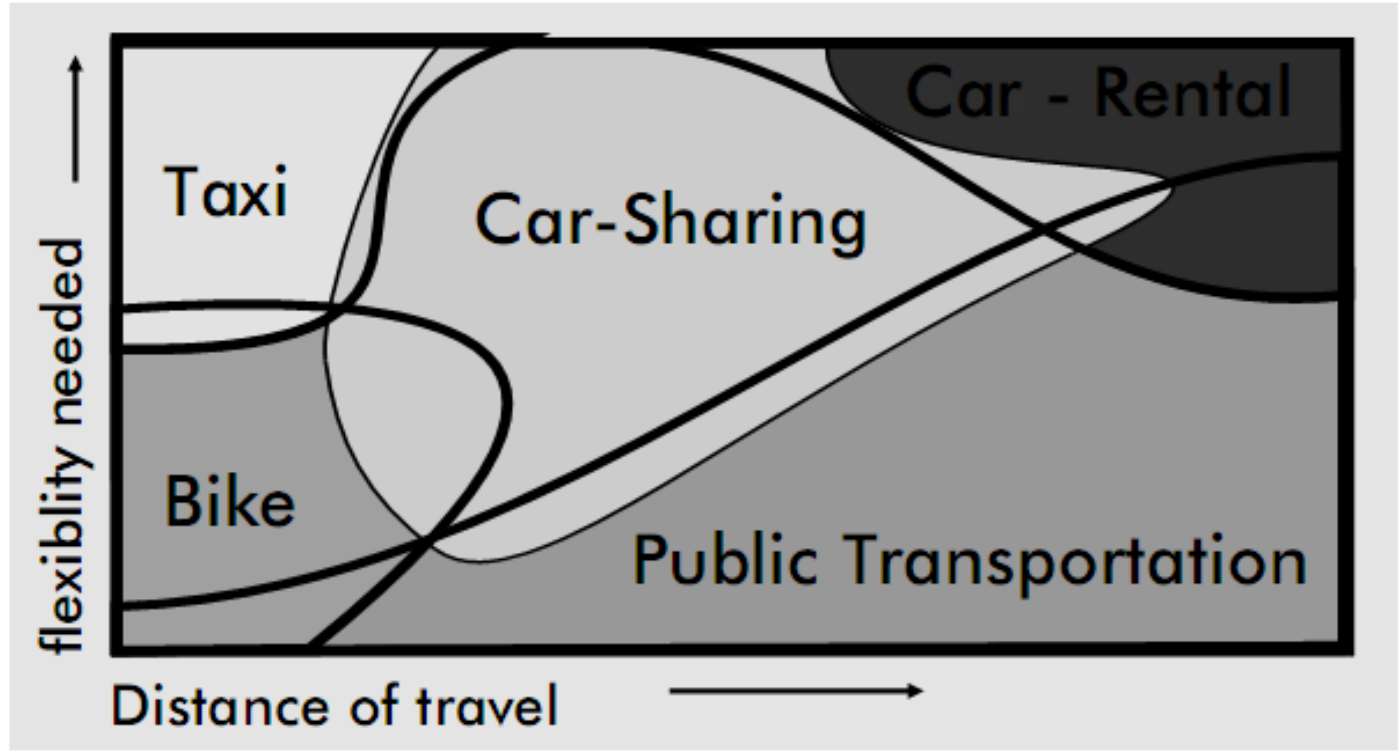 Car - Rental
Taxi
Car-Sharing
flexiblity needed
Bike
Public Transportation
Distance of travel